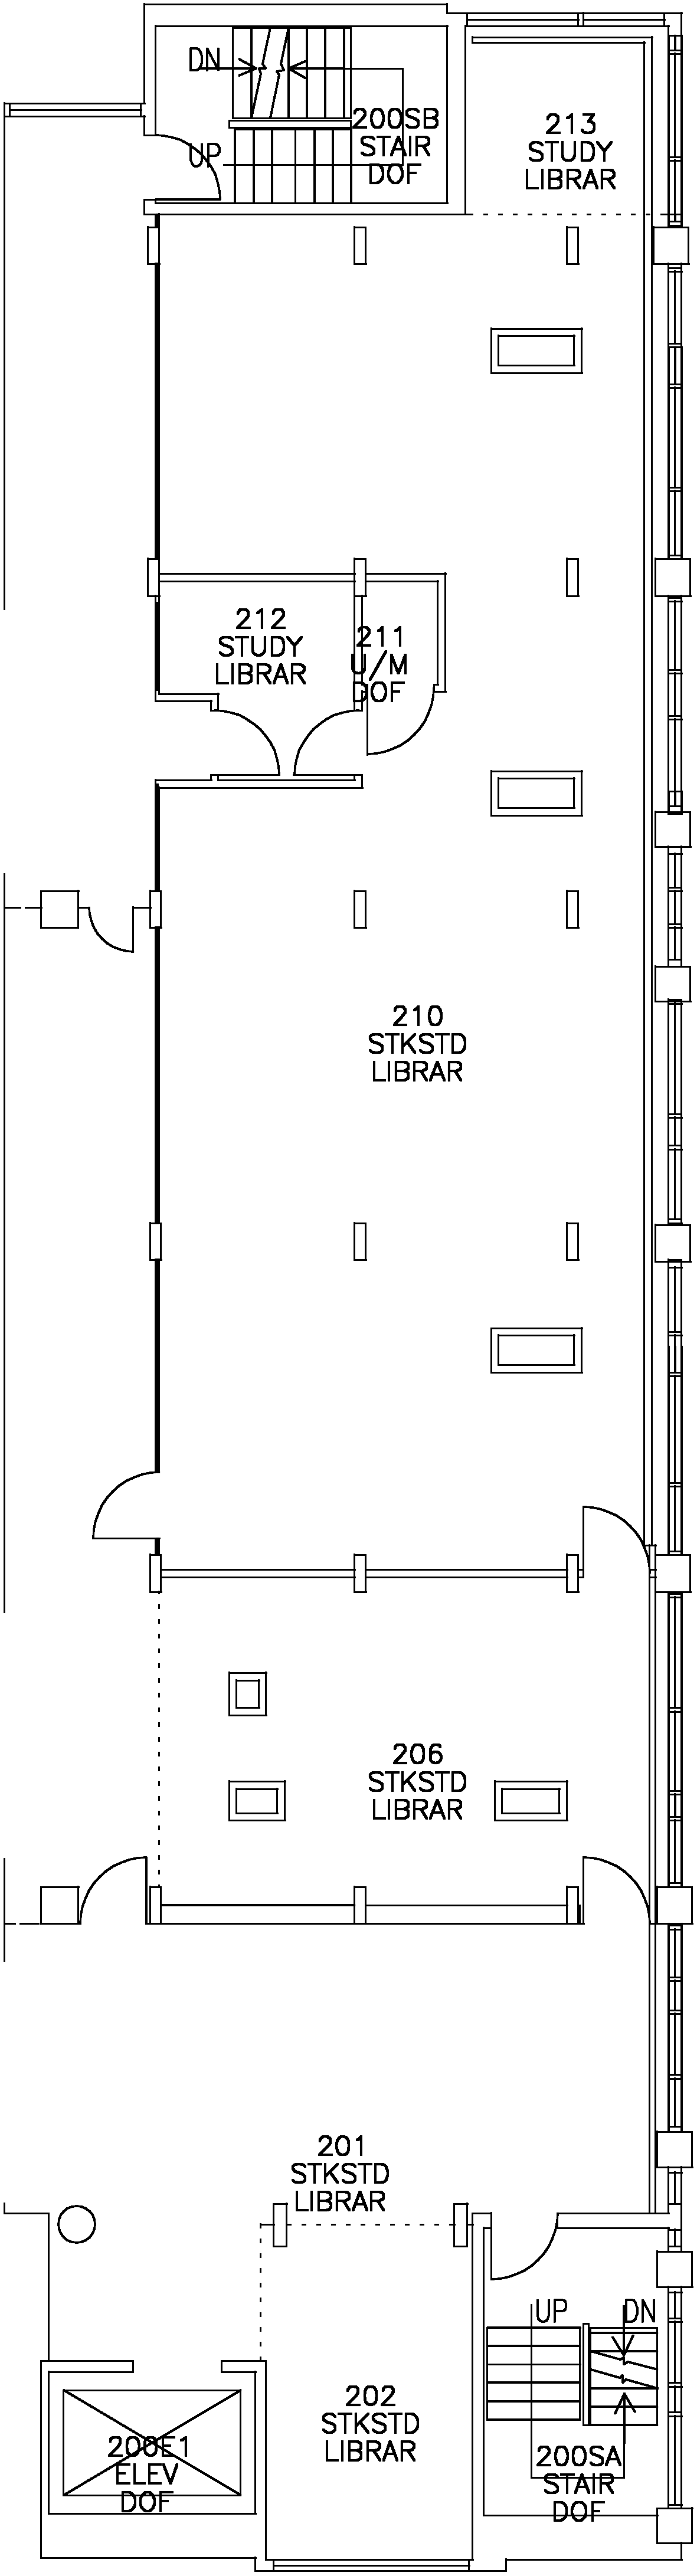 DN
UP
200SB
STAIR
DOF
213
STUDY
LIBRAR
212
STUDY
LIBRAR
211
U/M
DOF
210
STKSTD
LIBRAR
206
STKSTD
LIBRAR
201
STKSTD
LIBRAR
UP
DN
202
STKSTD
LIBRAR
200E1
ELEV
DOF
200SA
STAIR
DOF